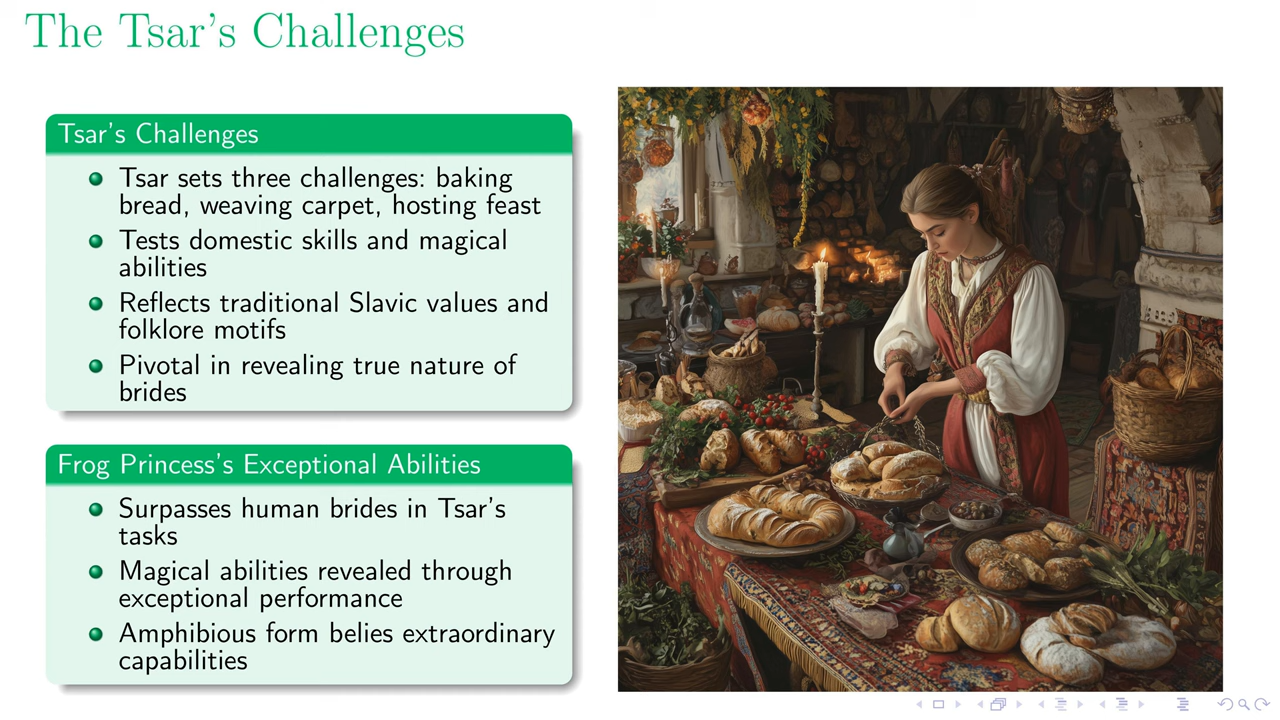 The Tsar's Challenges
Tsar's Challenges
Tsar sets three challenges: baking
bread, weaving carpet, hosting feast
Tests domestic skills and magical
abilities
Reflects traditional Slavic values and
folklore motifs
Pivotal in revealing true nature of
brides
Frog Princess's Exceptional Abilities
Surpasses human brides in Tsar's
tasks
Magical abilities revealed through
exceptional performance
Amphibious form belies extraordinary
capabilities